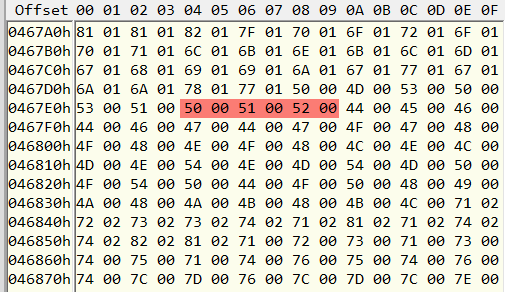 Offset 00 01 02 03 04 05 06 07 08 09 0A 0B 0C 0D 0E 0F
0467A0h 81 01 81 01 82 01 7F 01 70 01 6F 01 72 01 6F 01
0467B0h 70 01 71 01 6C 01 6B 01 6E 01 6B 01 6C 01 6D 01
0467C0h 67 01 68 01 69 01 69 01 6A 01 67 01 77 01 67 01
0467D0h 6A 01 6A 01 78 01 77 01 50 00 4D 00 53 00 50 00
0467E0h 53 00 51 00 50 00 51 00 52 00 44 00 45 00 46 00
0467F0h 44 00 46 00 47 00 44 00 47 00 4F 00 47 00 48 00
046800h 4F 00 48 00 4E 00 4F 00 48 00 4C 00 4E 00 4C 00
046810h 4D 00 4E 00 54 00 4E 00 4D 00 54 00 4D 00 50 00
046820h 4F 00 54 00 50 00 44 00 4F 00 50 00 48 00 49 00
046830h 4A 00 48 00 4A 00 4B 00 48 00 4B 00 4C 00 71 02
046840h 72 02 73 02 73 02 74 02 71 02 81 02 71 02 74 02
046850h 74 02 82 02 81 02 71 00 72 00 73 00 71 00 73 00
046860h 74 00 75 00 71 00 74 00 76 00 75 00 74 00 76 00
046870h 74 00 7C 00 7D 00 76 00 7C 00 7D 00 7C 00 7E 00